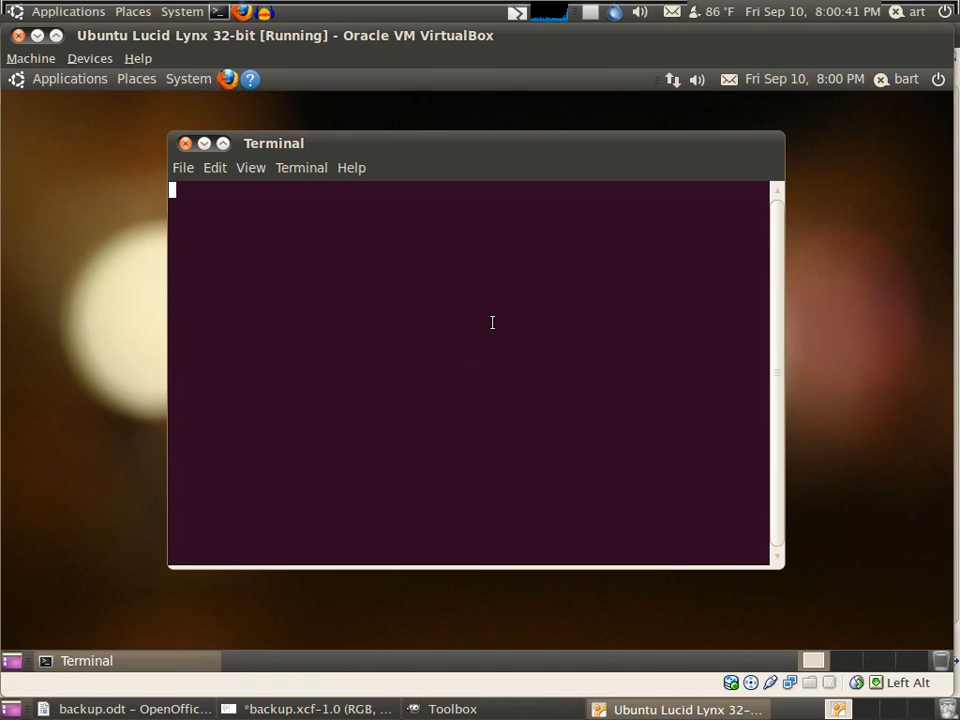 Applications Places System 86 °F Fri Sep 10, 8:00:41 PM art
Ubuntu Lucid Lynx 32-bit [Running] - Oracle VM VirtualBox
Machine Devices Help
Applications Places System Fri Sep 10, 8:00 PM bart
Terminal
File Edit View Terminal Help
Terminal
Left Alt
backup.odt - OpenOffic... *backup.xcf-1.0 (RGB, ... Toolbox Ubuntu Lucid Lynx 32-...